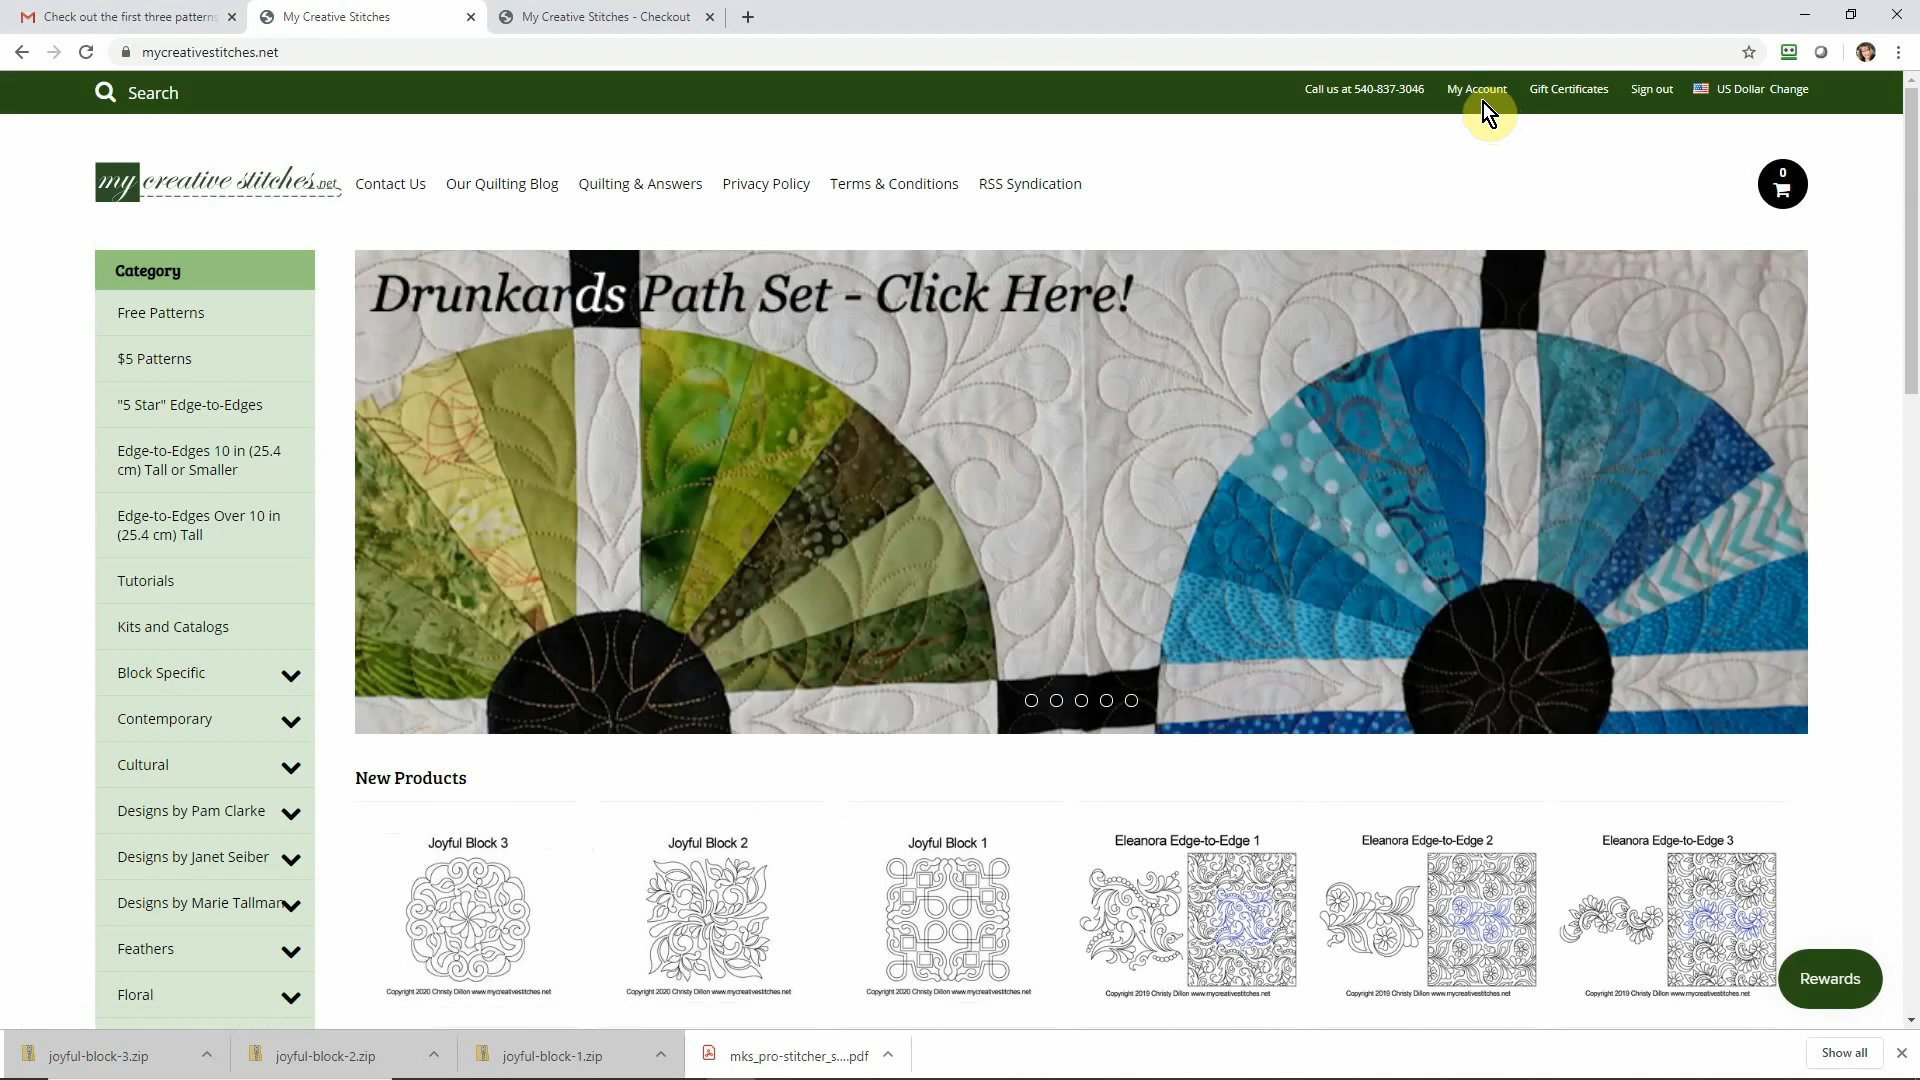 Check out the first three patterns
My Creative Stitches
My Creative Stitches - Checkout
mycreativestitches.net
Search
Call us at 540-837-3046
My Account
Gift Certificates
Sign out
US Dollar Change
my creative stitches.net
Contact Us
Our Quilting Blog
Quilting & Answers
Privacy Policy
Terms & Conditions
RSS Syndication
0
Category
Free Patterns
$5 Patterns
"5 Star" Edge-to-Edges
Edge-to-Edges 10 in (25.4
cm) Tall or Smaller
Edge-to-Edges Over 10 in
(25.4 cm) Tall
Tutorials
Kits and Catalogs
Block Specific
Contemporary
Cultural
Designs by Pam Clarke
Designs by Janet Seiber
Designs by Marie Tallman
Feathers
Floral
Drunkards Path Set - Click Here!
New Products
Joyful Block 3
Copyright 2020 Christy Dillon www.mycreativestitches.net
Joyful Block 2
Copyright 2020 Christy Dillon www.mycreativestitches.net
Joyful Block 1
Copyright 2020 Christy Dillon www.mycreativestitches.net
Eleanora Edge-to-Edge 1
Copyright 2019 Christy Dillon www.mycreativestitches.net
Eleanora Edge-to-Edge 2
Copyright 2019 Christy Dillon www.mycreativestitches.net
Eleanora Edge-to-Edge 3
Copyright 2019 Christy Dillon www.mycreativestitches.net
Rewards
joyful-block-3.zip
joyful-block-2.zip
joyful-block-1.zip
mks_pro-stitcher_s....pdf
Show all